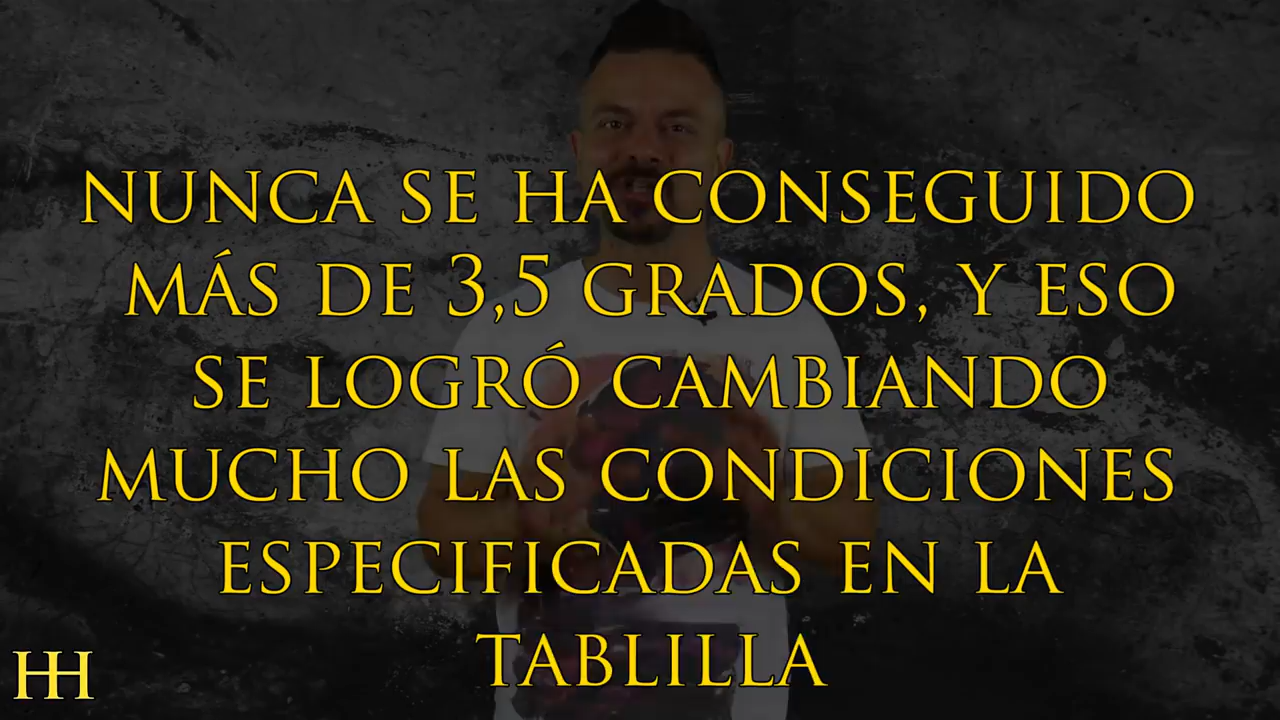 NUNCA SE HA CONSEGUIDO
MÁS DE 3,5 GRADOS, Y ESO
SE LOGRÓ CAMBIANDO
MUCHO LAS CONDICIONES
ESPECIFICADAS EN LA
TABLILLA
HH